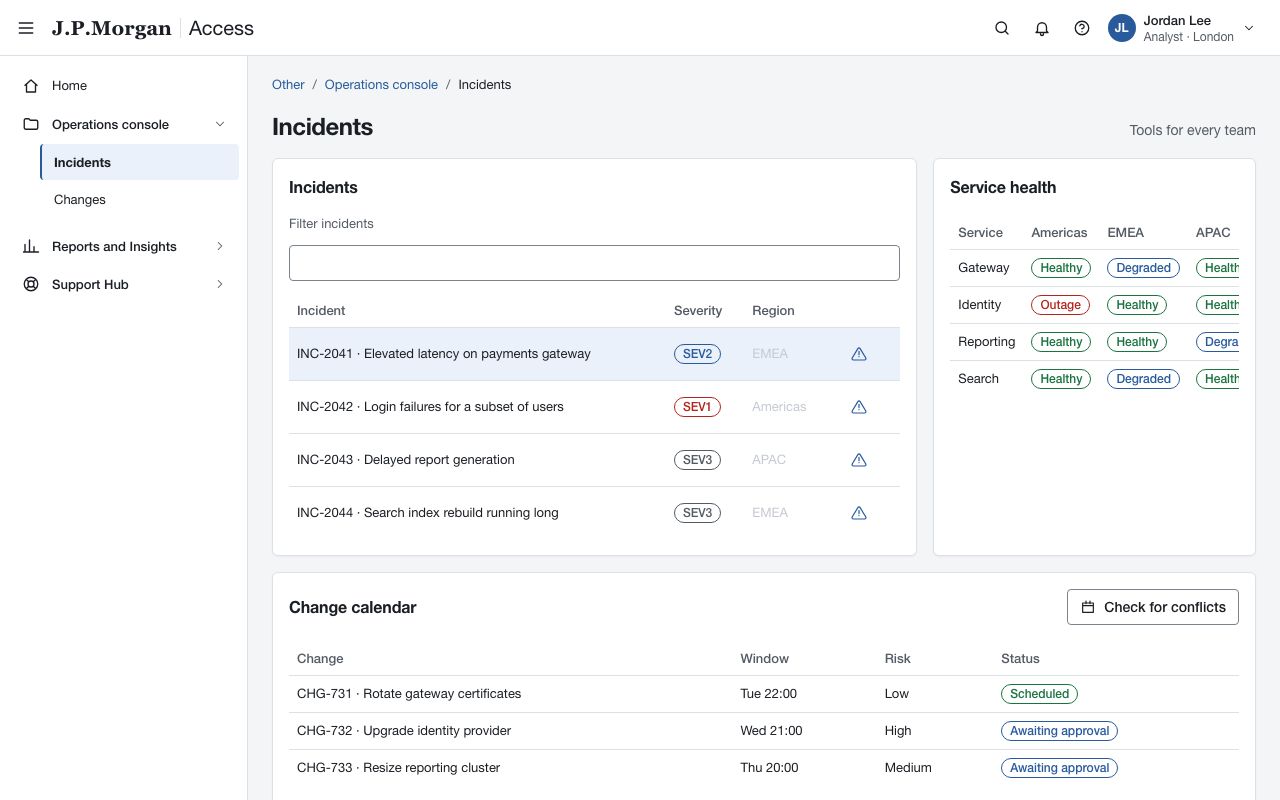 J.P.Morgan Access
JL
Jordan Lee
Analyst · London
Home
Operations console
Incidents
Changes
Reports and Insights
Support Hub
Other / Operations console / Incidents
Incidents
Tools for every team
Incidents
Filter incidents
Incident Severity Region
INC-2041 · Elevated latency on payments gateway SEV2 EMEA
INC-2042 · Login failures for a subset of users SEV1 Americas
INC-2043 · Delayed report generation SEV3 APAC
INC-2044 · Search index rebuild running long SEV3 EMEA
Service health
Service Americas EMEA APAC
Gateway Healthy Degraded Health
Identity Outage Healthy Health
Reporting Healthy Healthy Degra
Search Healthy Degraded Health
Change calendar
Check for conflicts
Change Window Risk Status
CHG-731 · Rotate gateway certificates Tue 22:00 Low Scheduled
CHG-732 · Upgrade identity provider Wed 21:00 High Awaiting approval
CHG-733 · Resize reporting cluster Thu 20:00 Medium Awaiting approval